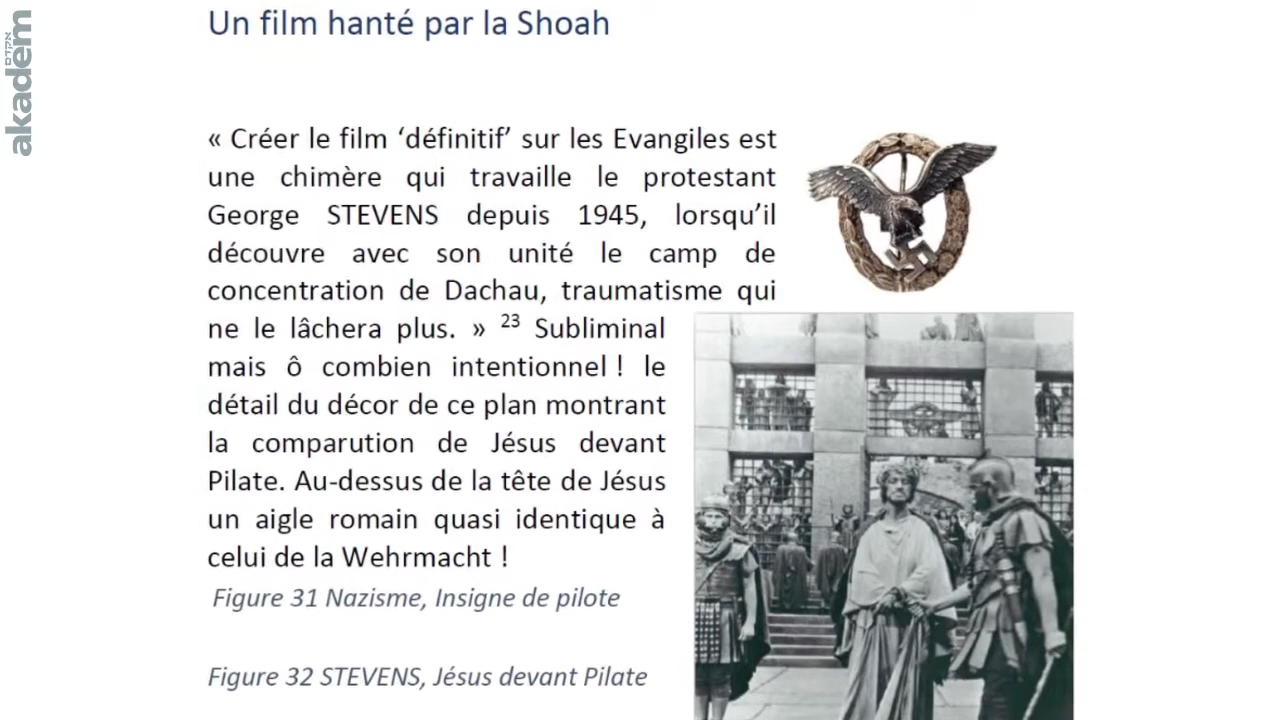 אקדם
akadem
Un film hanté par la Shoah
« Créer le film ‘définitif’ sur les Evangiles est
une chimère qui travaille le protestant
George STEVENS depuis 1945, lorsqu’il
découvre avec son unité le camp de
concentration de Dachau, traumatisme qui
ne le lâchera plus. » 23 Subliminal
mais ô combien intentionnel ! le
détail du décor de ce plan montrant
la comparution de Jésus devant
Pilate. Au-dessus de la tête de Jésus
un aigle romain quasi identique à
celui de la Wehrmacht !
Figure 31 Nazisme, Insigne de pilote
Figure 32 STEVENS, Jésus devant Pilate